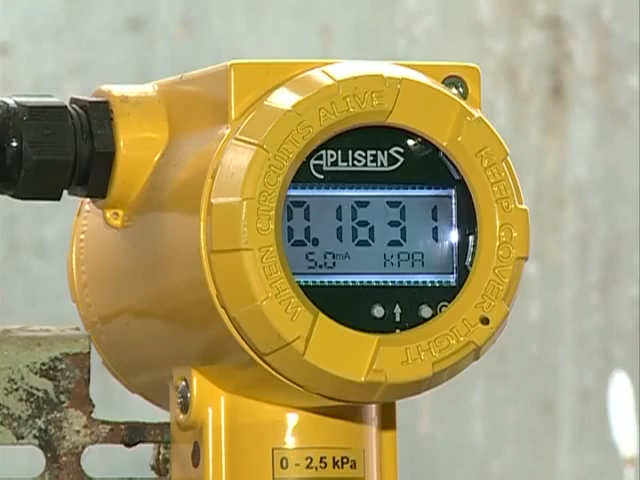 WHEN CIRCUITS ALIVE
KEEP COVER TIGHT
APLISENS
0.1631
5.0mA KPA
0 - 2,5 kPa